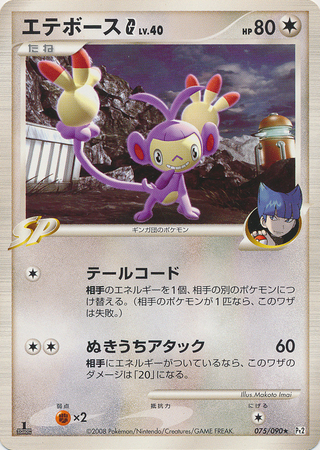 エテボース G LV.40 HP 80
たね
ギンガ団のポケモン
SP
テールコード
相手のエネルギーを1個、相手の別のポケモンにつ
け替える。(相手のポケモンが1匹なら、このワザ
は失敗。)
ぬきうちアタック 60
相手にエネルギーがついているなら、このワザのダ
メージは「20」になる。
弱点 抵抗力 にげる
×2
Illus. Makoto Imai
1 EDITION ©2008 Pokémon/Nintendo/Creatures/GAME FREAK. 075/090★ Pt2